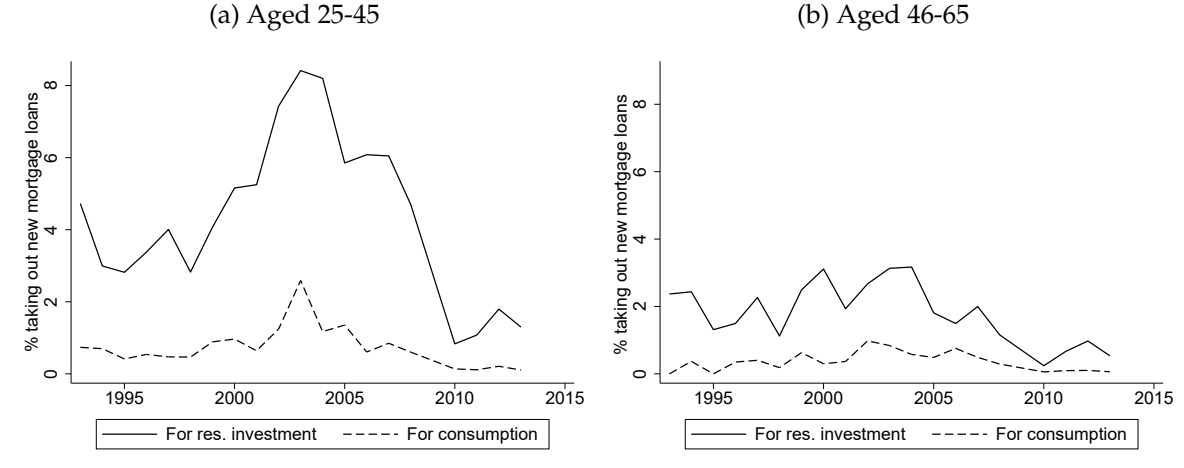 (a) Aged 25-45
% taking out new mortgage loans
8
6
4
2
0
1995 2000 2005 2010 2015
For res. investment For consumption
(b) Aged 46-65
% taking out new mortgage loans
8
6
4
2
0
1995 2000 2005 2010 2015
For res. investment For consumption